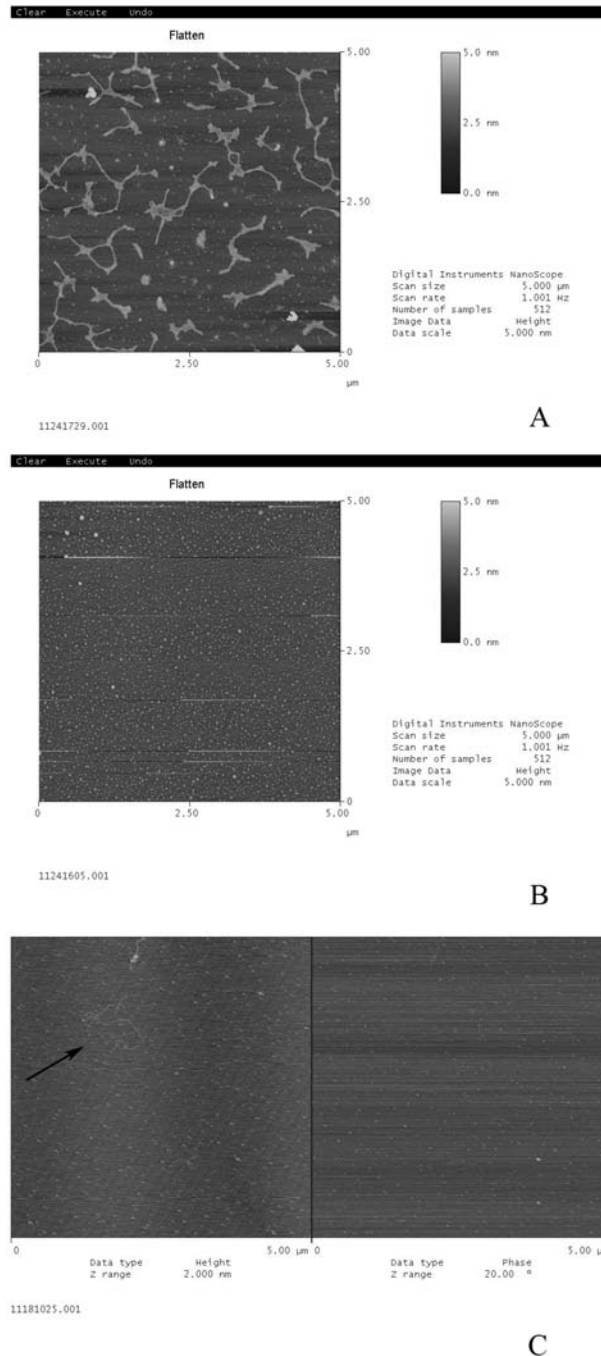 Clear Execute Undo
Flatten
5.00
2.50
0
0 2.50 5.00
µm
5.0 nm
2.5 nm
0.0 nm
Digital Instruments NanoScope
Scan size 5.000 µm
Scan rate 1.001 Hz
Number of samples 512
Image Data Height
Data scale 5.000 nm
11241729.001
A
Clear Execute Undo
Flatten
5.00
2.50
0
0 2.50 5.00
µm
5.0 nm
2.5 nm
0.0 nm
Digital Instruments NanoScope
Scan size 5.000 µm
Scan rate 1.001 Hz
Number of samples 512
Image Data Height
Data scale 5.000 nm
11241605.001
B
0 5.00 µm 0 5.00 µm
Data type Height Data type Phase
Z range 2.000 nm Z range 20.00 °
11181025.001
C